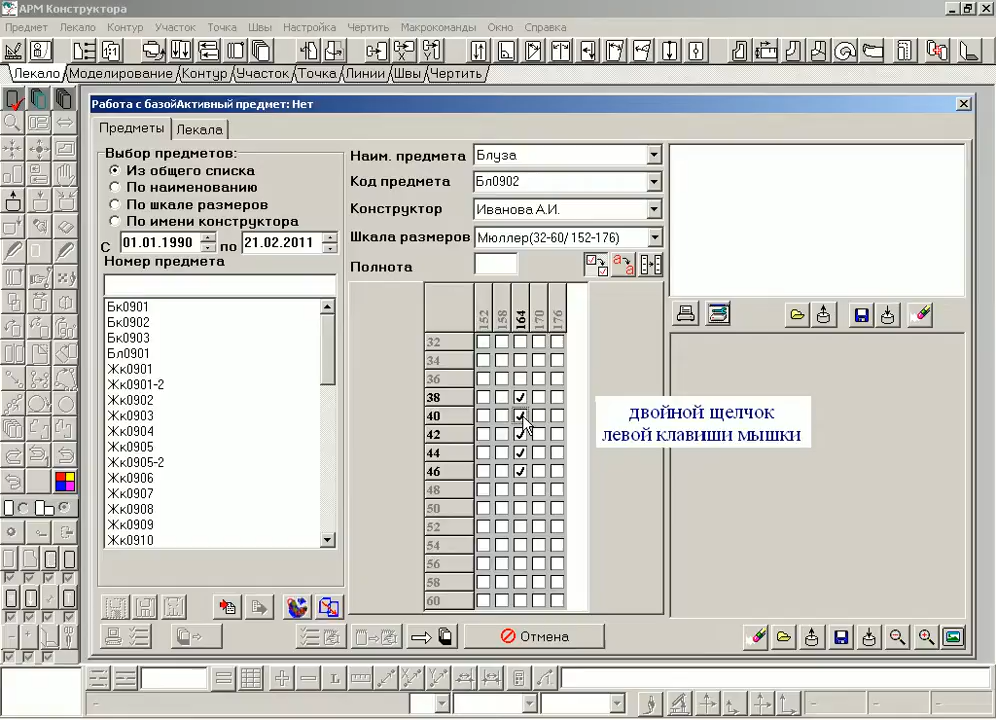 АРМ Конструктора
Предмет Лекало Контур Участок Точка Швы Настройка Чертить Макрокоманды Окно Справка
Лекало Моделирование Контур Участок Точка Линии Швы Чертить
Работа с базойАктивный предмет: Нет
Предметы Лекала
Выбор предметов:
Из общего списка
По наименованию
По шкале размеров
По имени конструктора
С 01.01.1990 по 21.02.2011
Номер предмета
Бк0901
Бк0902
Бк0903
Бл0901
Жк0901
Жк0901-2
Жк0902
Жк0903
Жк0904
Жк0905
Жк0905-2
Жк0906
Жк0907
Жк0908
Жк0909
Жк0910
Наим. предмета Блуза
Код предмета Бл0902
Конструктор Иванова А.И.
Шкала размеров Мюллер(32-60/ 152-176)
Полнота
152 158 164 170 176
32
34
36
38
40
42
44
46
48
50
52
54
56
58
60
двойной щелчок
левой клавиши мышки
Отмена